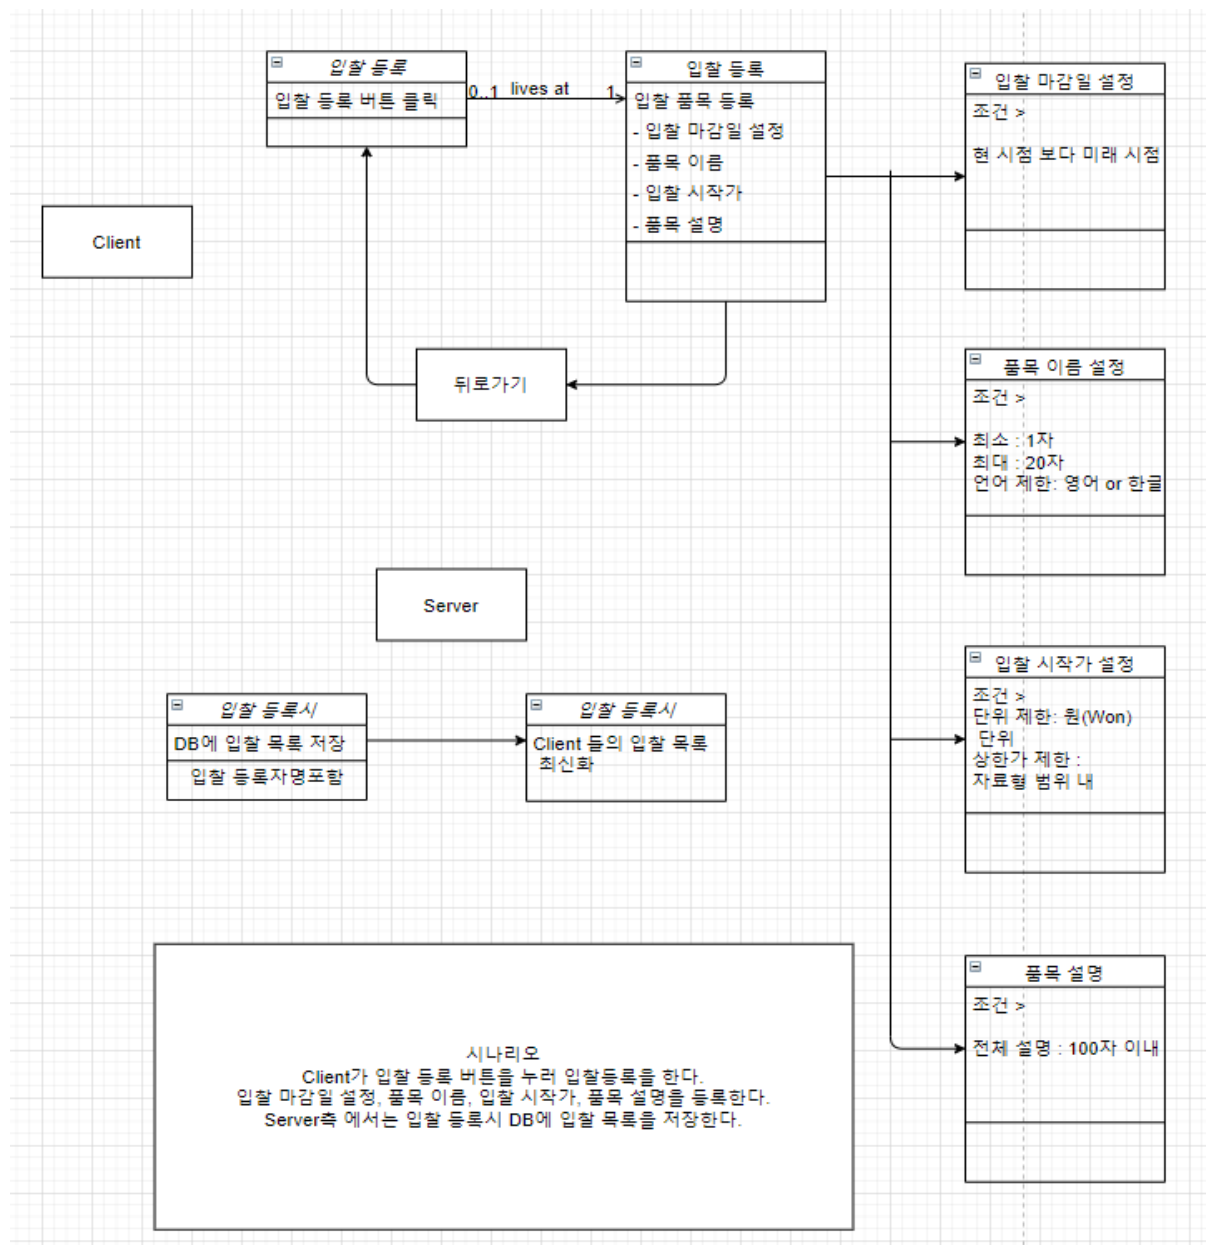 입찰 등록
입찰 등록 버튼 클릭
0..1 lives at 1
입찰 등록
입찰 품목 등록
- 입찰 마감일 설정
- 품목 이름
- 입찰 시작가
- 품목 설명
입찰 마감일 설정
조건 >
현 시점 보다 미래 시점
Client
뒤로가기
품목 이름 설정
조건 >
최소 : 1자
최대 : 20자
언어 제한: 영어 or 한글
Server
입찰 등록시
DB에 입찰 목록 저장
입찰 등록자명포함
입찰 등록시
Client 들의 입찰 목록
최신화
입찰 시작가 설정
조건 >
단위 제한: 원(Won)
단위
상한가 제한 :
자료형 범위 내
품목 설명
조건 >
전체 설명 : 100자 이내
시나리오
Client가 입찰 등록 버튼을 눌러 입찰등록을 한다.
입찰 마감일 설정, 품목 이름, 입찰 시작가, 품목 설명을 등록한다.
Server측 에서는 입찰 등록시 DB에 입찰 목록을 저장한다.